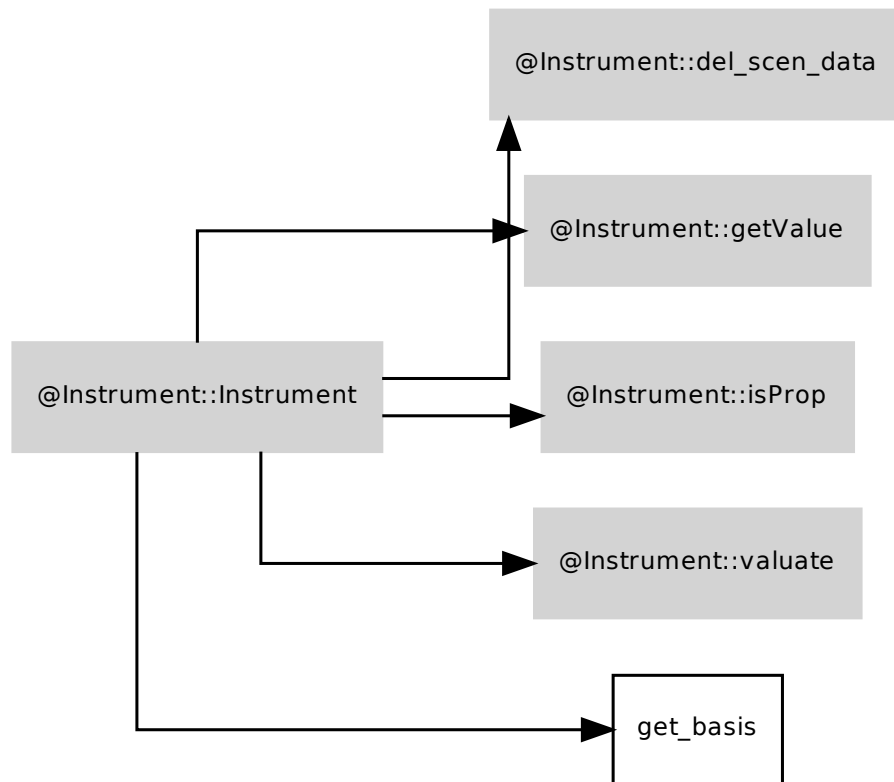 @Instrument::del_scen_data
@Instrument::getValue
@Instrument::Instrument
@Instrument::isProp
@Instrument::valuate
get_basis